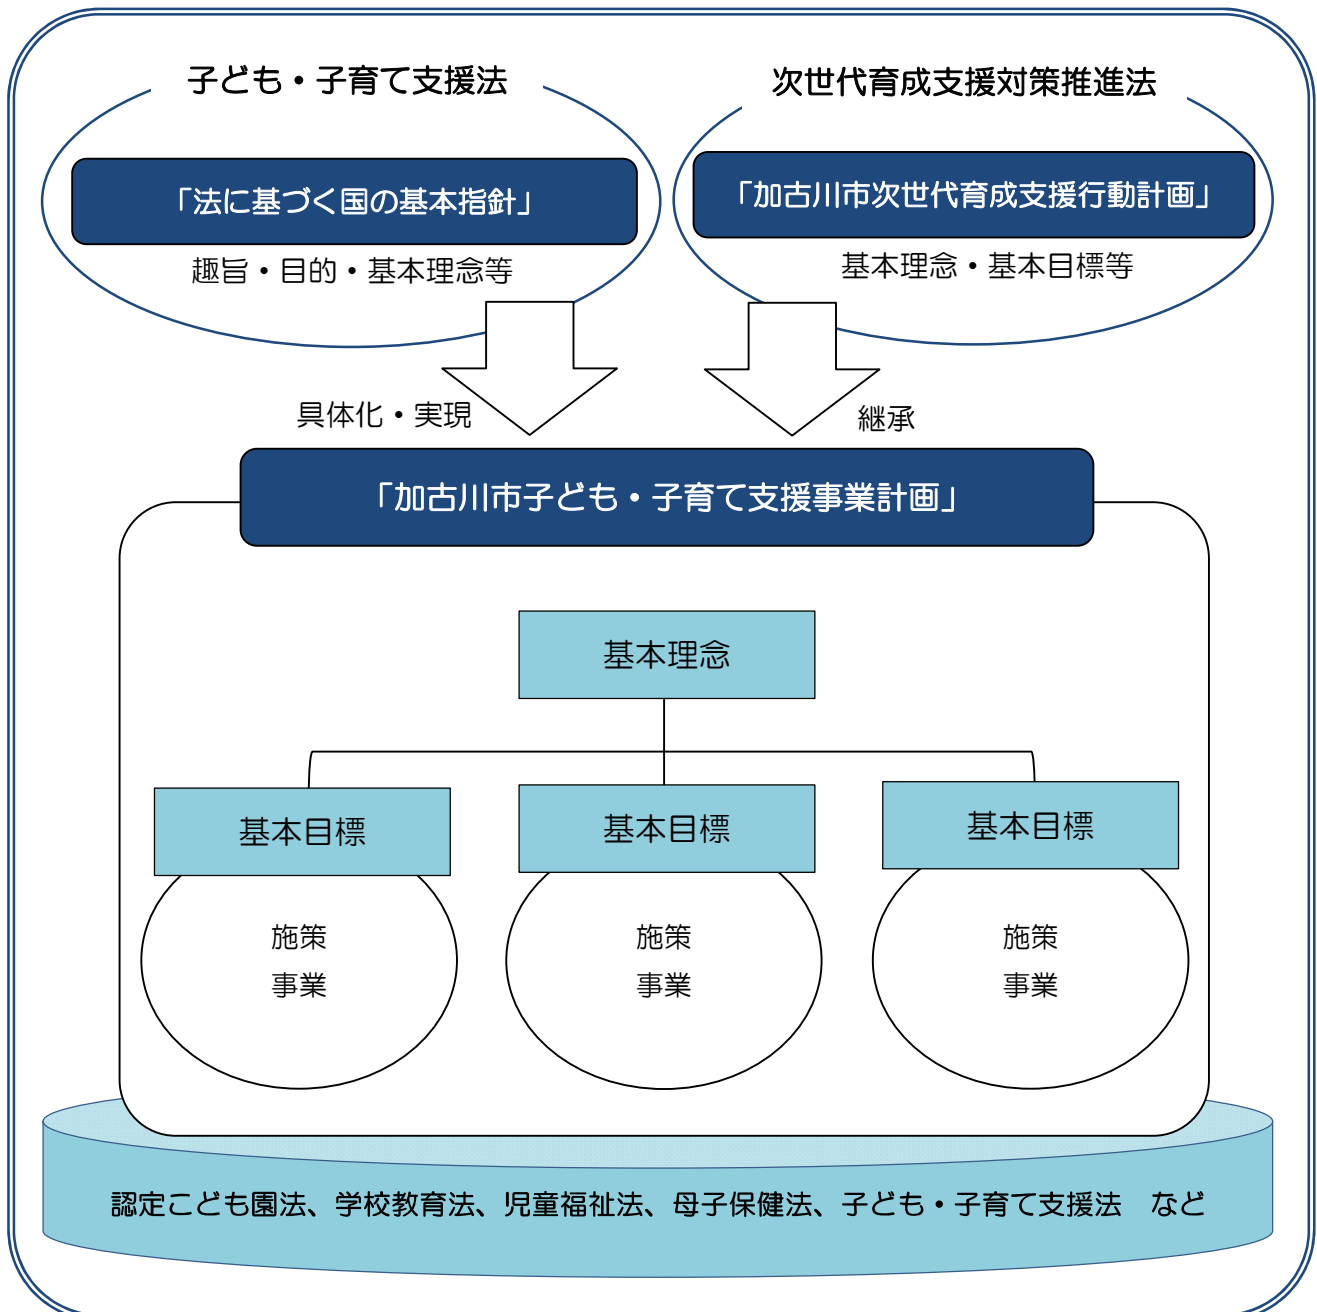 子ども・子育て支援法
次世代育成支援対策推進法
「法に基づく国の基本指針」
「加古川市次世代育成支援行動計画」
趣旨・目的・基本理念等
基本理念・基本目標等
具体化・実現
継承
「加古川市子ども・子育て支援事業計画」
基本理念
基本目標
基本目標
基本目標
施策
事業
施策
事業
施策
事業
認定こども園法、学校教育法、児童福祉法、母子保健法、子ども・子育て支援法　など